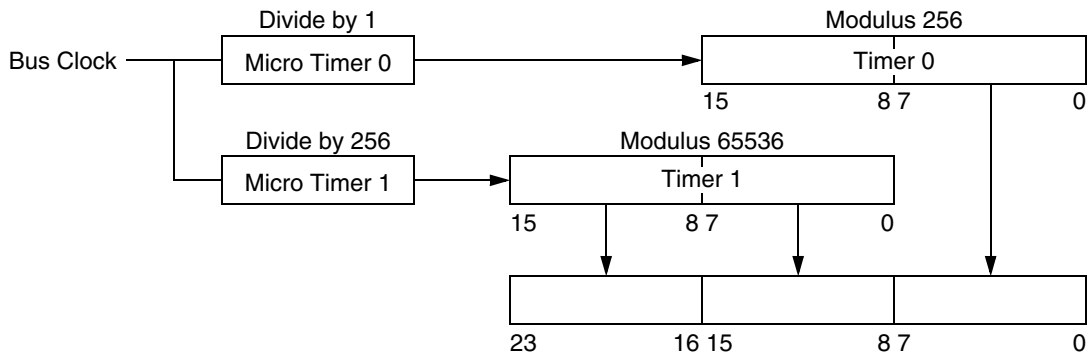 Divide by 1
Modulus 256
Bus Clock
Micro Timer 0
Timer 0
15 8 7 0
Divide by 256
Modulus 65536
Micro Timer 1
Timer 1
15 8 7 0
23 16 15 8 7 0